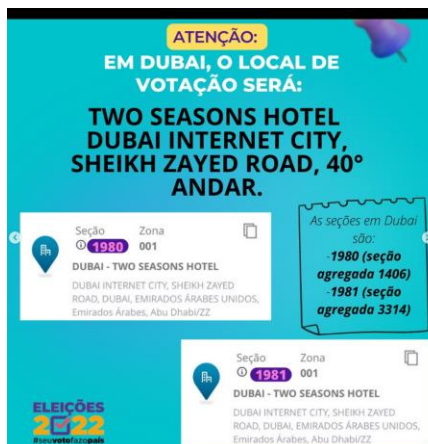 ATENÇÃO:
EM DUBAI, O LOCAL DE
VOTAÇÃO SERÁ:
TWO SEASONS HOTEL
DUBAI INTERNET CITY,
SHEIKH ZAYED ROAD, 40°
ANDAR.
Seção Zona
1980 001
DUBAI - TWO SEASONS HOTEL
DUBAI INTERNET CITY, SHEIKH ZAYED
ROAD, DUBAI, EMIRADOS ÁRABES UNIDOS,
Emirados Árabes, Abu Dhabi/ZZ
As seções em Dubai
são:
-1980 (seção
agregada 1406)
-1981 (seção
agregada 3314)
Seção Zona
1981 001
DUBAI - TWO SEASONS HOTEL
DUBAI INTERNET CITY, SHEIKH ZAYED
ROAD, DUBAI, EMIRADOS ÁRABES UNIDOS,
Emirados Árabes, Abu Dhabi/ZZ
ELEIÇÕES
2022
#seuvotofazopaís